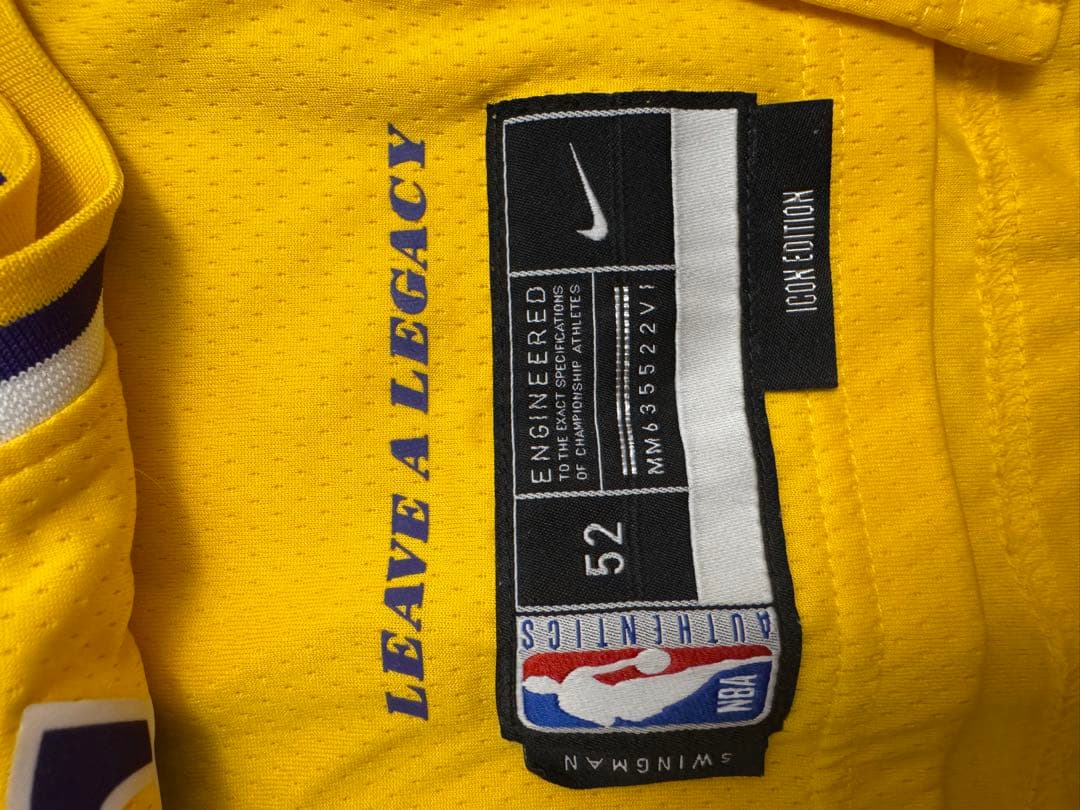 LEAVE A LEGACY
ENGINEERED
TO THE EXACT SPECIFICATIONS
OF CHAMPIONSHIP ATHLETES
MM635522V1
52
AUTHENTICS
NBA
SWINGMAN
ICON EDITION